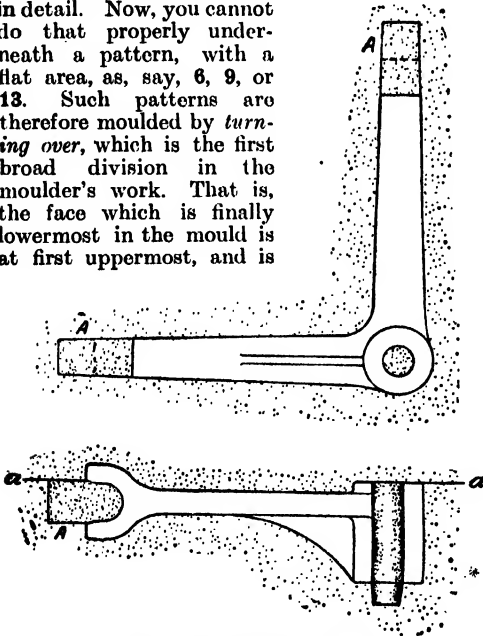 in detail. Now, you cannot
do that properly under-
neath a pattern, with a
flat area, as, say, 6, 9, or
13. Such patterns are
therefore moulded by turn-
ing over, which is the first
broad division in the
moulder's work. That is,
the face which is finally
lowermost in the mould is
at first uppermost, and is
A
A
a
a
A